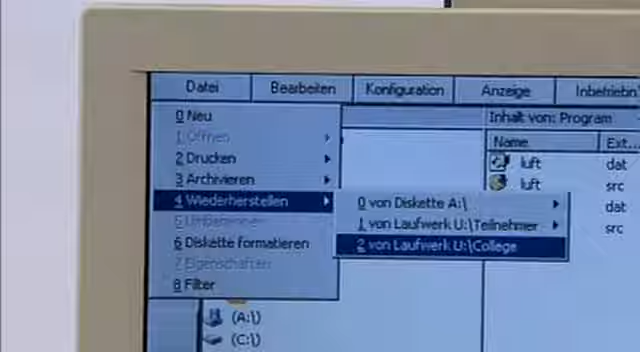 Datei Bearbeiten Konfiguration Anzeige
0 Neu
1 Öffnen
2 Drucken
3 Archivieren
4 Wiederherstellen
5 Umbenennen
6 Diskette formatieren
7 Eigenschaften
8 Filter
0 von Diskette A:\
1 von Laufwerk U:\Teilnehmer
2 von Laufwerk U:\College
Inhalt von: Program
Name Ext...
luft dat
luft src
dat
src
(A:\)
(C:\)